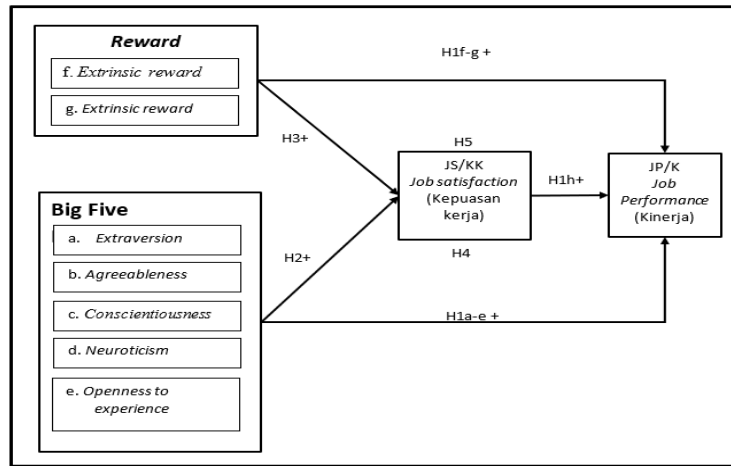 Reward
f. Extrinsic reward
g. Extrinsic reward
H1f-g +
H3+
H5
JS/KK
Job satisfaction
(Kepuasan
kerja)
H4
H1h+
JP/K
Job
Performance
(Kinerja)
Big Five
a. Extraversion
b. Agreeableness
c. Conscientiousness
d. Neuroticism
e. Openness to
experience
H2+
H1a-e +